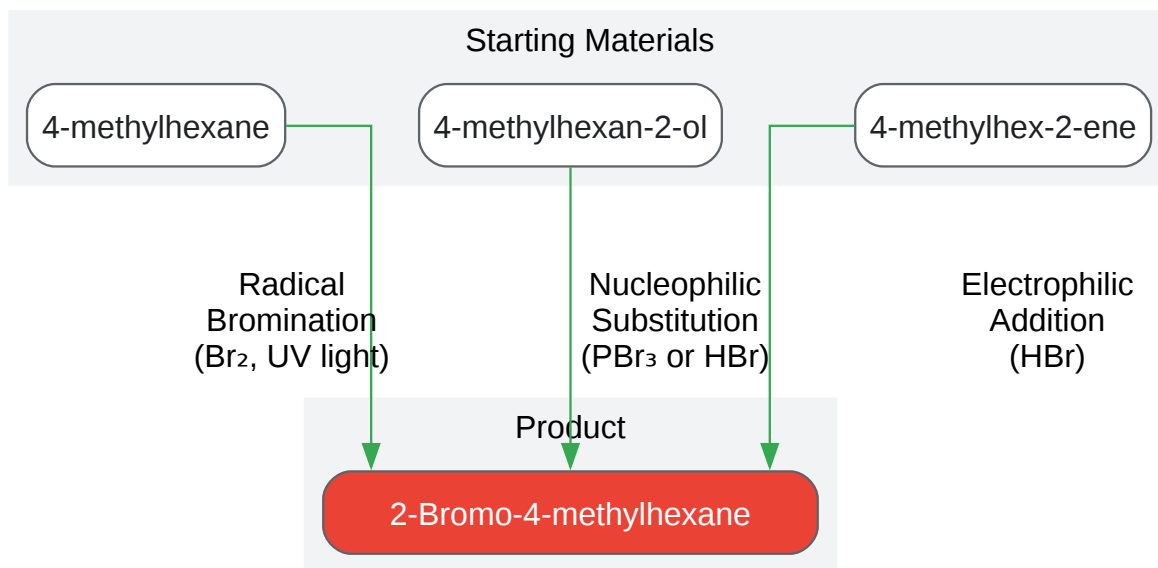 Starting Materials
4-methylhexane
4-methylhexan-2-ol
4-methylhex-2-ene
Radical
Bromination
(Br₂, UV light)
Nucleophilic
Substitution
(PBr₃ or HBr)
Electrophilic
Addition
(HBr)
Product
2-Bromo-4-methylhexane